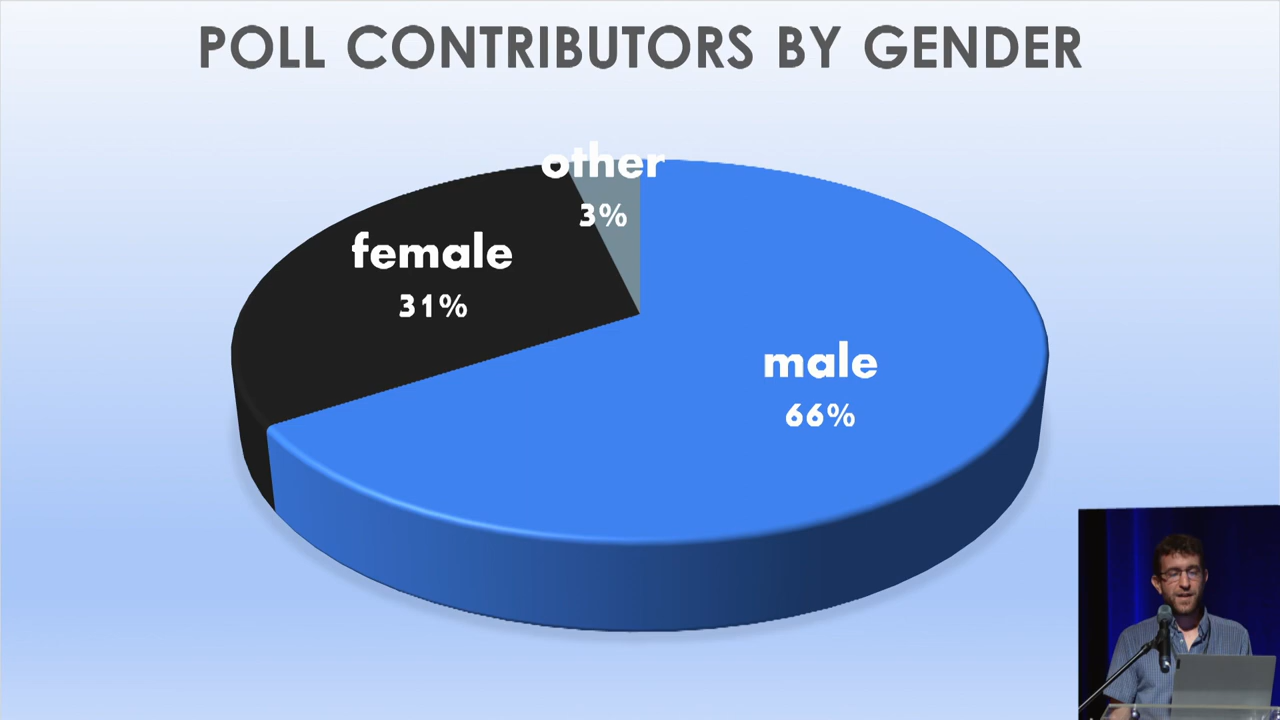 POLL CONTRIBUTORS BY GENDER
other
3%
female
31%
male
66%